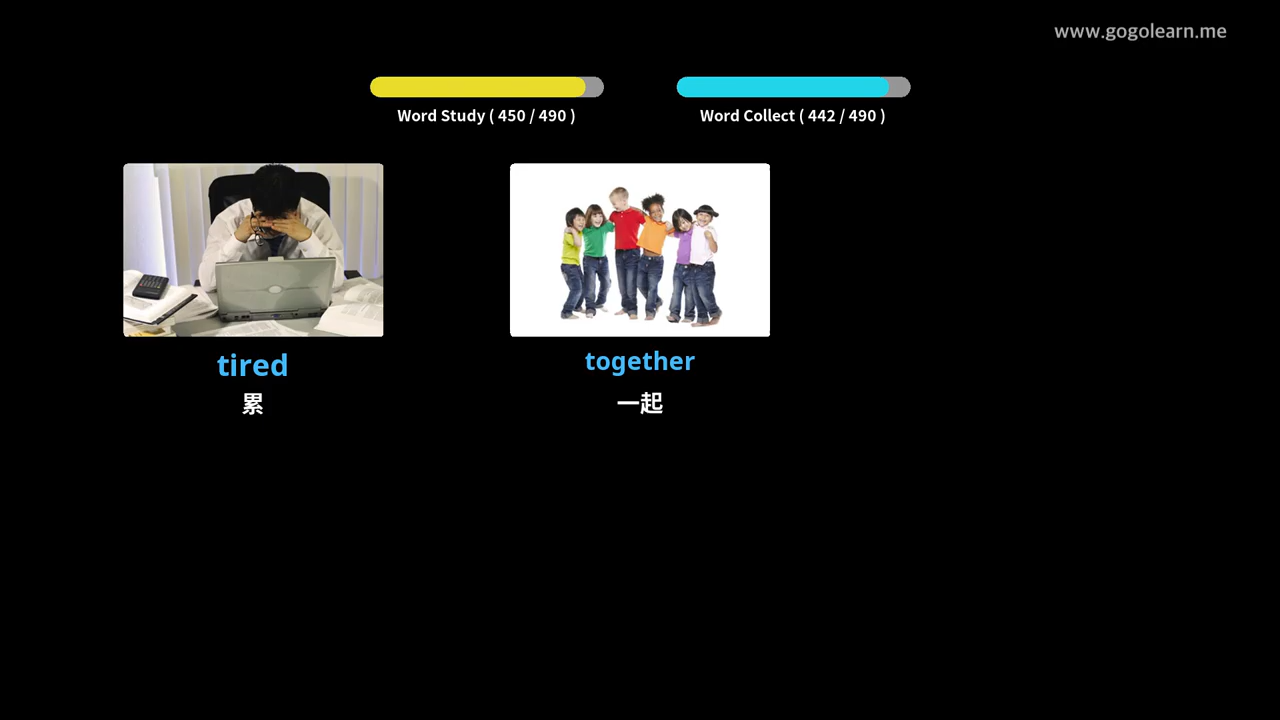 www.gogolearn.me
Word Study ( 450 / 490 )
Word Collect ( 442 / 490 )
tired
累
together
一起